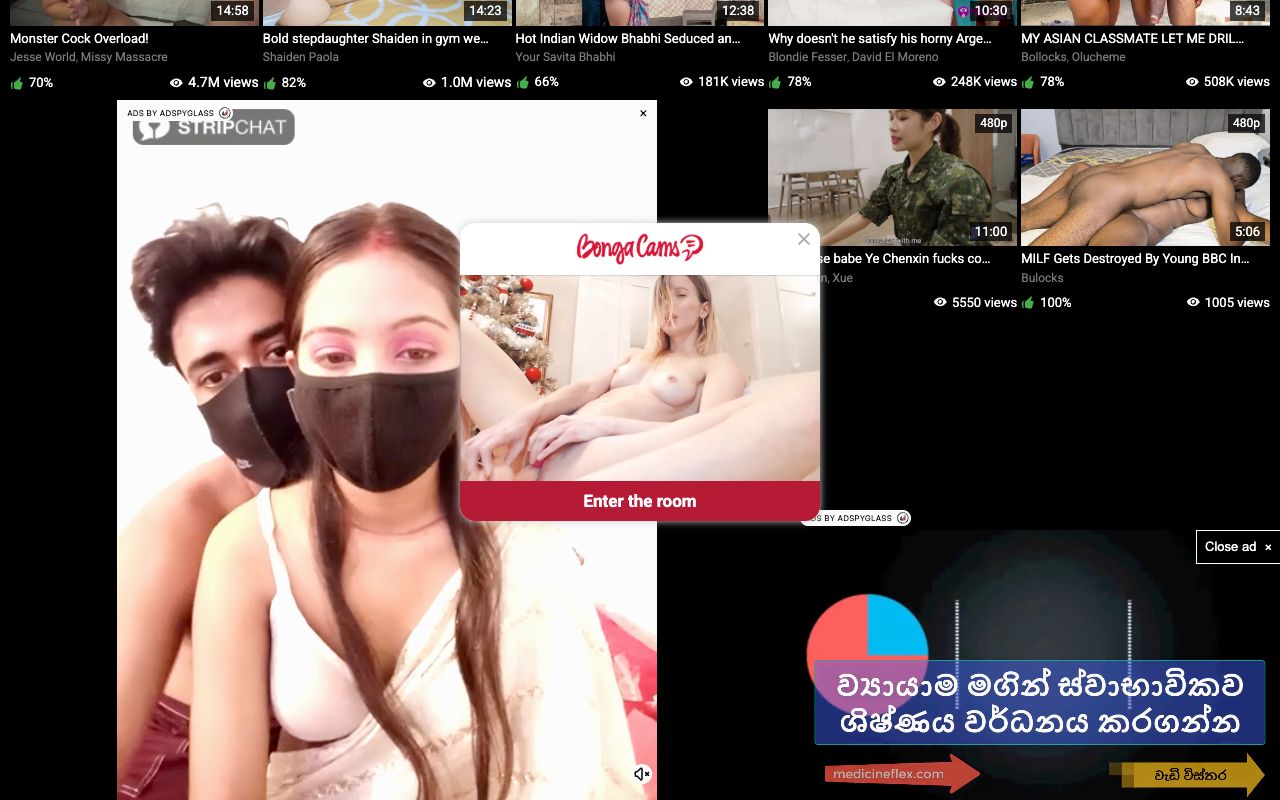 14:58
14:23
12:38
10:30
8:43
Monster Cock Overload!
Bold stepdaughter Shaiden in gym we...
Hot Indian Widow Bhabhi Seduced an...
Why doesn't he satisfy his horny Arge...
MY ASIAN CLASSMATE LET ME DRIL...
Jesse World, Missy Massacre
Shaiden Paola
Your Savita Bhabhi
Blondie Fesser, David El Moreno
Bollocks, Olucheme
70%
4.7M views
82%
1.0M views
66%
181K views
78%
248K views
78%
508K views
ADS BY ADSPYGLASS
STRIPCHAT
480p
480p
11:00
5:06
BongaCams
se babe Ye Chenxin fucks co...
MILF Gets Destroyed By Young BBC In...
n, Xue
Bulocks
5550 views
100%
1005 views
Enter the room
ADS BY ADSPYGLASS
Close ad
ව්‍යායාම මගින් ස්වාභාවිකව
ශිෂ්ණය වර්ධනය කරගන්න
medicineflex.com
වැඩි විස්තර